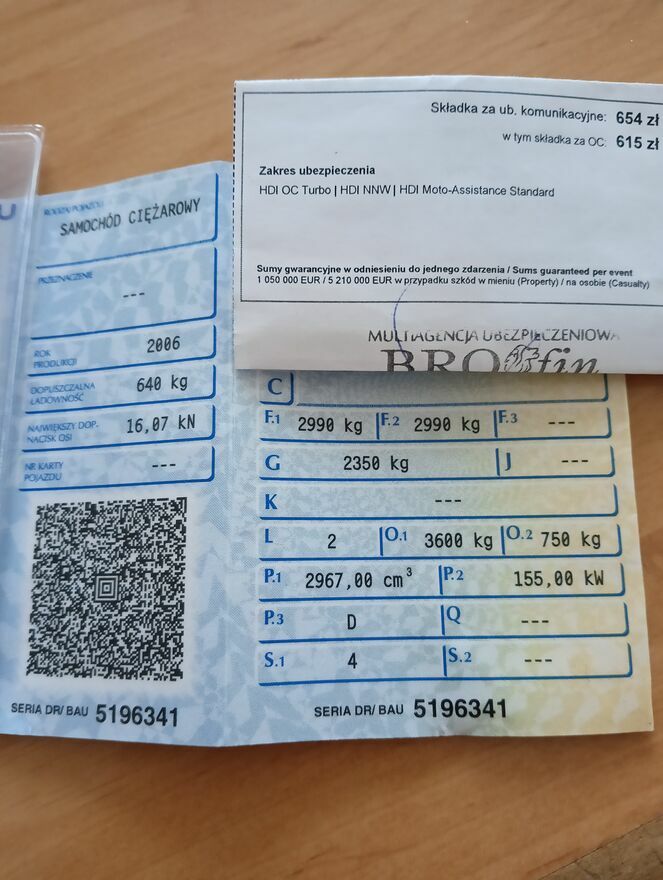 Składka za ub. komunikacyjne: 654 zł
w tym składka za OC: 615 zł
Zakres ubezpieczenia
HDI OC Turbo | HDI NNW | HDI Moto-Assistance Standard
Sumy gwarancyjne w odniesieniu do jednego zdarzenia / Sums guaranteed per event
1 050 000 EUR / 5 210 000 EUR w przypadku szkód w mieniu (Property) / na osobie (Casualty)
MULTIAGENCJA UBEZPIECZENIOWA
U
RODZAJ POJAZDU
SAMOCHÓD CIĘŻAROWY
PRZEZNACZENIE
---
ROK PRODUKCJI 2006
DOPUSZCZALNA ŁADOWNOŚĆ 640 kg
NAJWIĘKSZY DOP. NACISK OSI 16,07 kN
NR KARTY POJAZDU ---
SERIA DR/ BAU 5196341
C
F.1 2990 kg F.2 2990 kg F.3 ---
G 2350 kg J ---
K ---
L 2 O.1 3600 kg O.2 750 kg
P.1 2967,00 cm³ P.2 155,00 kW
P.3 D Q ---
S.1 4 S.2 ---
SERIA DR/ BAU 5196341